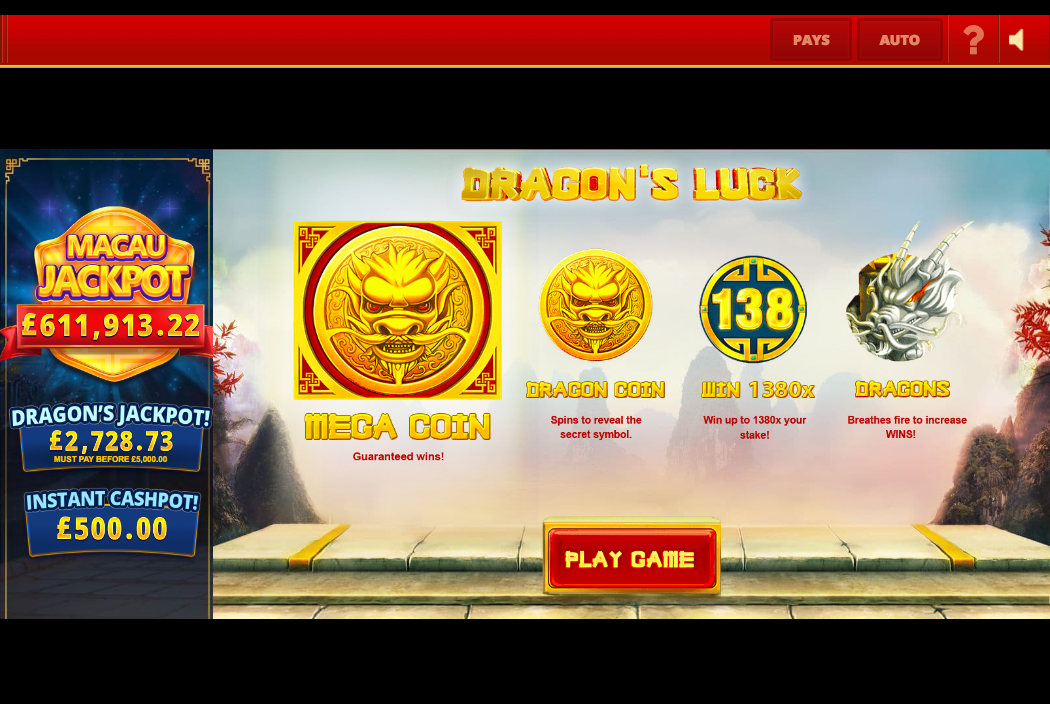 PAYS
AUTO
?
DRAGON'S LUCK
MACAU
JACKPOT
£611,913.22
DRAGON'S JACKPOT!
£2,728.73
MUST PAY BEFORE £5,000.00
INSTANT CASHPOT!
£500.00
MEGA COIN
Guaranteed wins!
DRAGON COIN
Spins to reveal the
secret symbol.
138
WIN 1380x
Win up to 1380x your
stake!
DRAGONS
Breathes fire to increase
WINS!
PLAY GAME